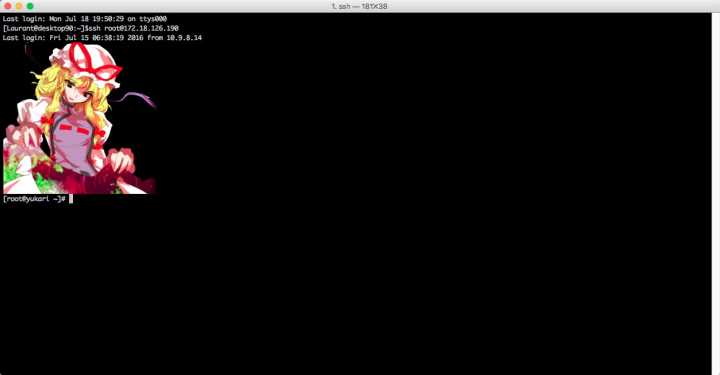 1. ssh — 181×38
Last login: Mon Jul 18 19:50:29 on ttys000
[Laurant@desktop90:~]$ssh root@172.18.126.190
Last login: Fri Jul 15 06:38:19 2016 from 10.9.8.14
[root@yukari ~]#